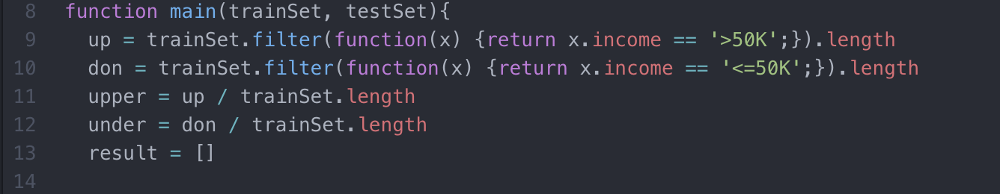 8 function main(trainSet, testSet){
9 up = trainSet.filter(function(x) {return x.income == '>50K';}).length
10 don = trainSet.filter(function(x) {return x.income == '<=50K';}).length
11 upper = up / trainSet.length
12 under = don / trainSet.length
13 result = []
14